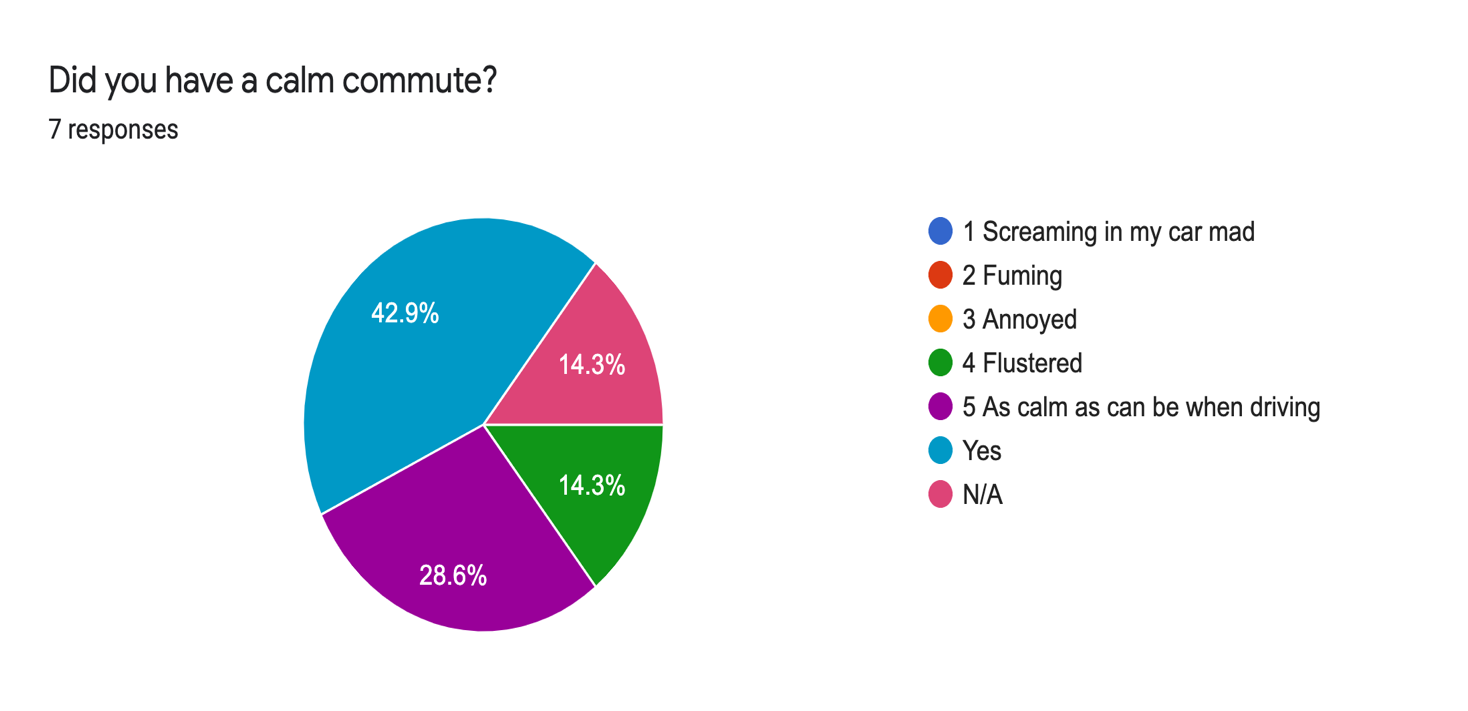 Did you have a calm commute?
7 responses
42.9%
14.3%
14.3%
28.6%
1 Screaming in my car mad
2 Fuming
3 Annoyed
4 Flustered
5 As calm as can be when driving
Yes
N/A